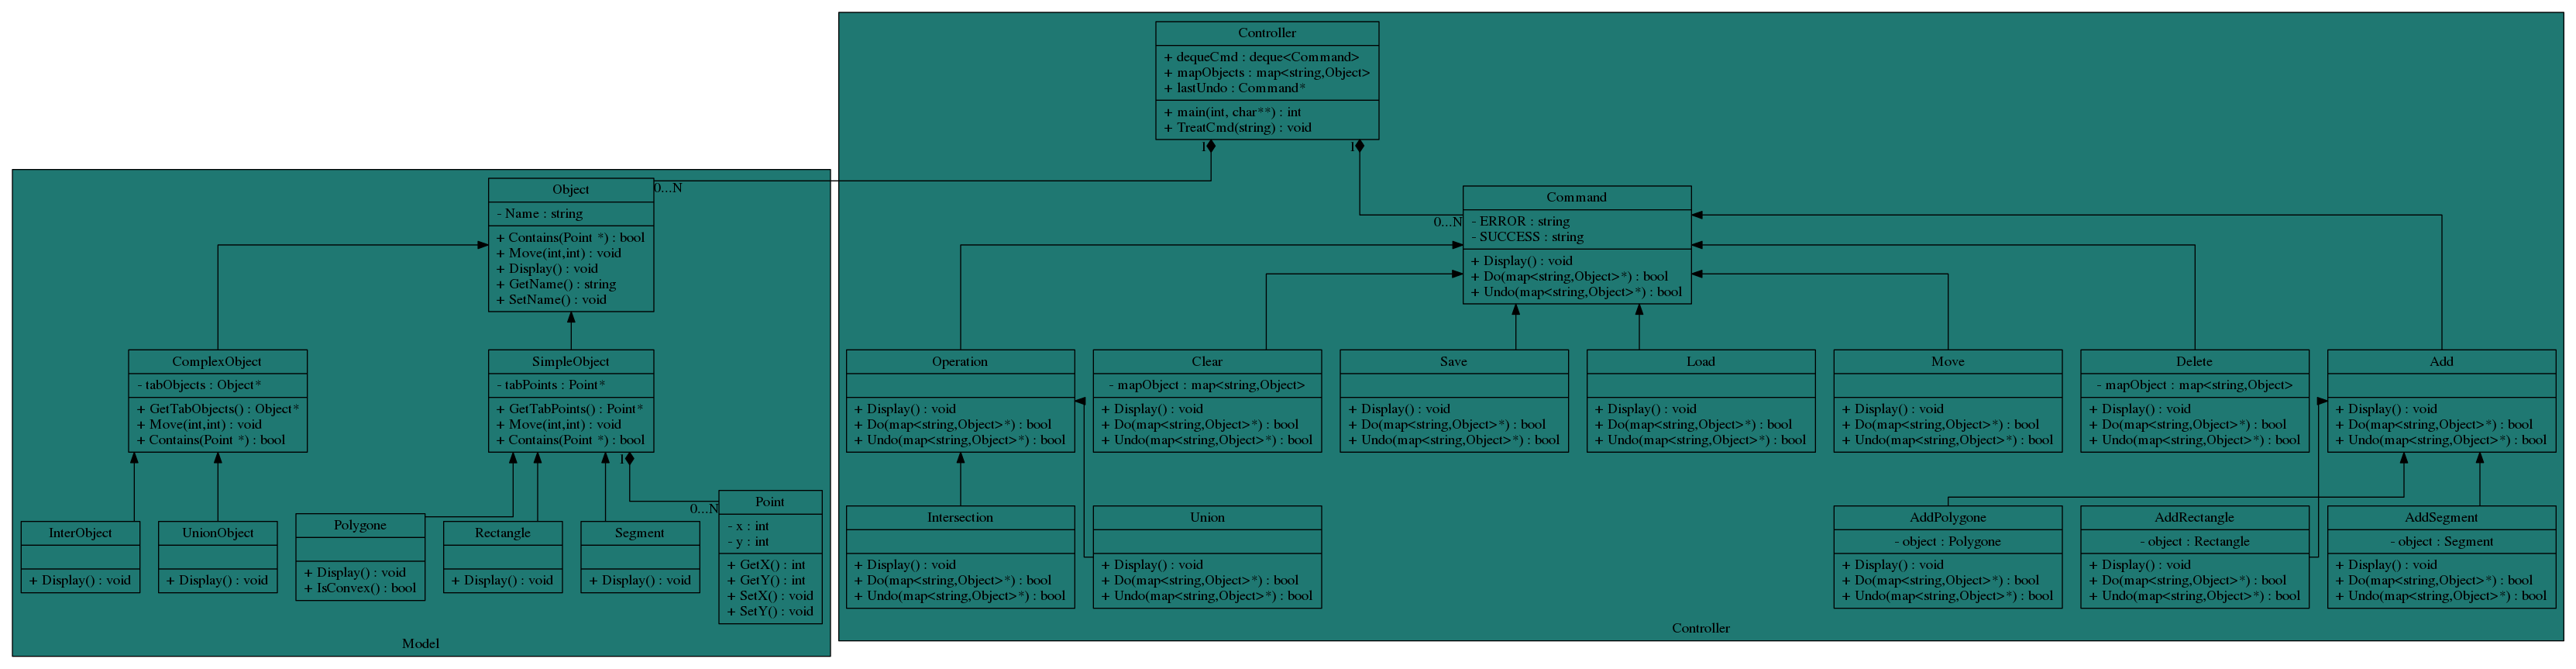 Controller
+ dequeCmd : deque<Command>
+ mapObjects : map<string,Object>
+ lastUndo : Command*
+ main(int, char**) : int
+ TreatCmd(string) : void
1
1
Object
- Name : string
+ Contains(Point *) : bool
+ Move(int,int) : void
+ Display() : void
+ GetName() : string
+ SetName() : void
0...N
Command
- ERROR : string
- SUCCESS : string
+ Display() : void
+ Do(map<string,Object>*) : bool
+ Undo(map<string,Object>*) : bool
0...N
ComplexObject
- tabObjects : Object*
+ GetTabObjects() : Object*
+ Move(int,int) : void
+ Contains(Point *) : bool
SimpleObject
- tabPoints : Point*
+ GetTabPoints() : Point*
+ Move(int,int) : void
+ Contains(Point *) : bool
1
Operation
+ Display() : void
+ Do(map<string,Object>*) : bool
+ Undo(map<string,Object>*) : bool
Clear
- mapObject : map<string,Object>
+ Display() : void
+ Do(map<string,Object>*) : bool
+ Undo(map<string,Object>*) : bool
Save
+ Display() : void
+ Do(map<string,Object>*) : bool
+ Undo(map<string,Object>*) : bool
Load
+ Display() : void
+ Do(map<string,Object>*) : bool
+ Undo(map<string,Object>*) : bool
Move
+ Display() : void
+ Do(map<string,Object>*) : bool
+ Undo(map<string,Object>*) : bool
Delete
- mapObject : map<string,Object>
+ Display() : void
+ Do(map<string,Object>*) : bool
+ Undo(map<string,Object>*) : bool
Add
+ Display() : void
+ Do(map<string,Object>*) : bool
+ Undo(map<string,Object>*) : bool
InterObject
+ Display() : void
UnionObject
+ Display() : void
Polygone
+ Display() : void
+ IsConvex() : bool
Rectangle
+ Display() : void
Segment
+ Display() : void
0...N
Point
- x : int
- y : int
+ GetX() : int
+ GetY() : int
+ SetX() : void
+ SetY() : void
Intersection
+ Display() : void
+ Do(map<string,Object>*) : bool
+ Undo(map<string,Object>*) : bool
Union
+ Display() : void
+ Do(map<string,Object>*) : bool
+ Undo(map<string,Object>*) : bool
AddPolygone
- object : Polygone
+ Display() : void
+ Do(map<string,Object>*) : bool
+ Undo(map<string,Object>*) : bool
AddRectangle
- object : Rectangle
+ Display() : void
+ Do(map<string,Object>*) : bool
+ Undo(map<string,Object>*) : bool
AddSegment
- object : Segment
+ Display() : void
+ Do(map<string,Object>*) : bool
+ Undo(map<string,Object>*) : bool
Model
Controller